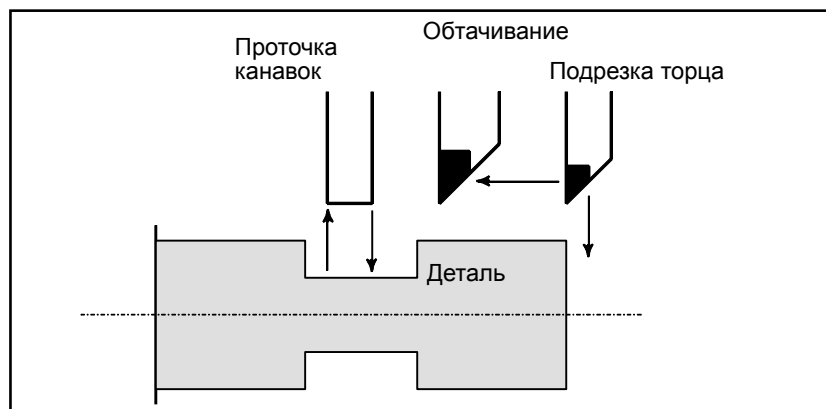 Обтачивание
Проточка
канавок
Подрезка торца
Деталь